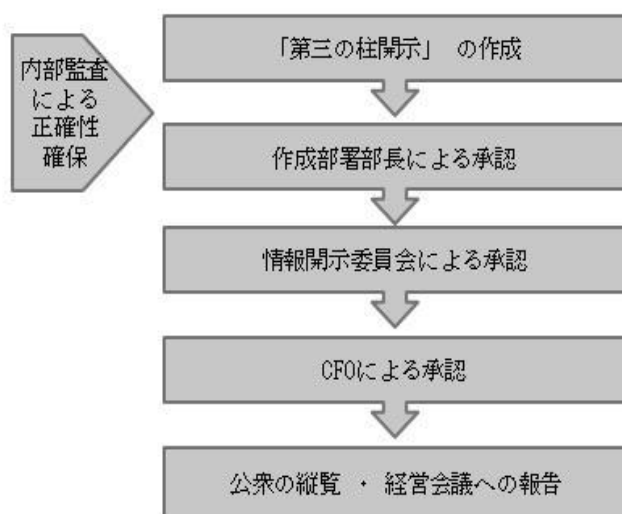 内部監査
による
正確性
確保
「第三の柱開示」 の作成
作成部署部長による承認
情報開示委員会による承認
CFOによる承認
公衆の縦覧 ・ 経営会議への報告